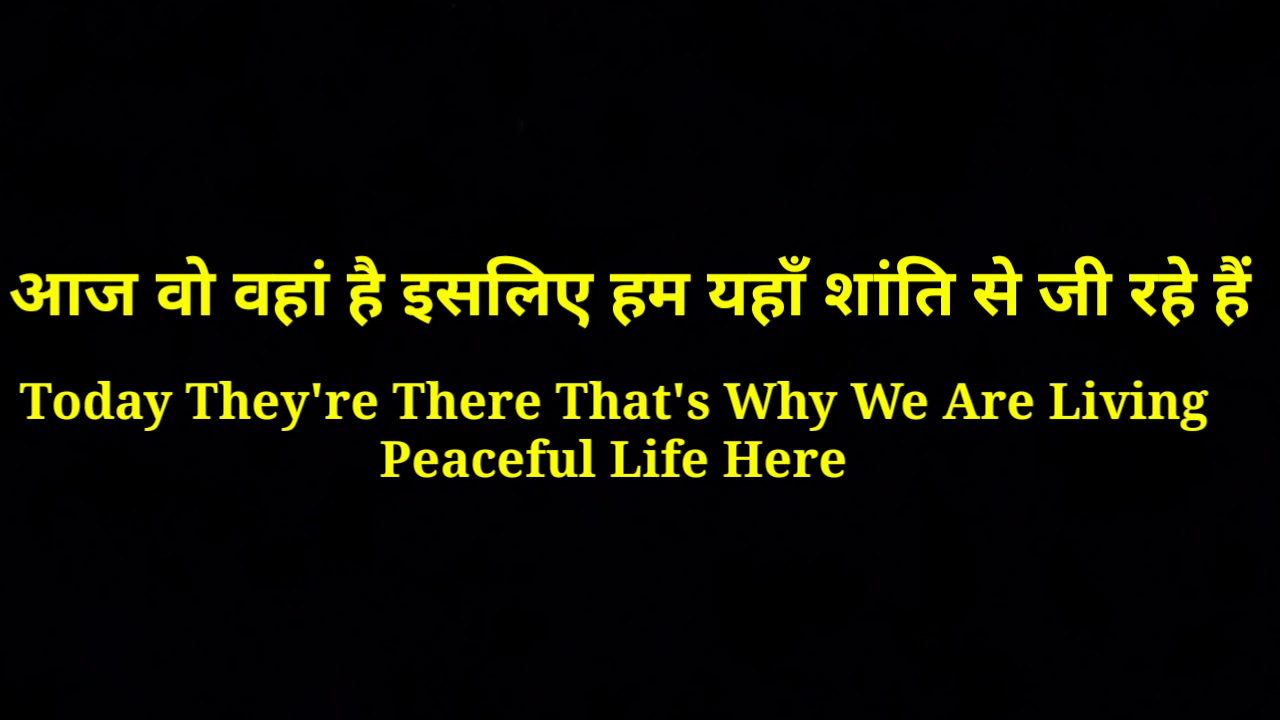 आज वो वहां है इसलिए हम यहाँ शांति से जी रहे हैं
Today They're There That's Why We Are Living
Peaceful Life Here